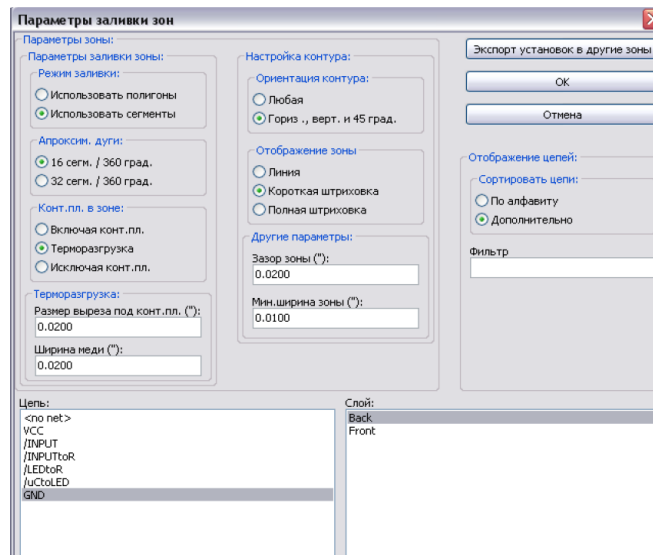 Параметры заливки зон
Параметры зоны:
Параметры заливки зоны:
Режим заливки:
Использовать полигоны
Использовать сегменты
Апроксим. дуги:
16 сегм. / 360 град.
32 сегм. / 360 град.
Конт.пл. в зоне:
Включая конт.пл.
Терморазгрузка
Исключая конт.пл.
Терморазгрузка:
Размер выреза под конт.пл. ("):
0.0200
Ширина меди ("):
0.0200
Настройка контура:
Ориентация контура:
Любая
Гориз ., верт. и 45 град.
Отображение зоны
Линия
Короткая штриховка
Полная штриховка
Другие параметры:
Зазор зоны ("):
0.0200
Мин.ширина зоны ("):
0.0100
Экспорт установок в другие зоны
OK
Отмена
Отображение цепей:
Сортировать цепи:
По алфавиту
Дополнительно
Фильтр
Цепь:
<no net>
VCC
/INPUT
/INPUTtoR
/LEDtoR
/uCtoLED
GND
Слой:
Back
Front